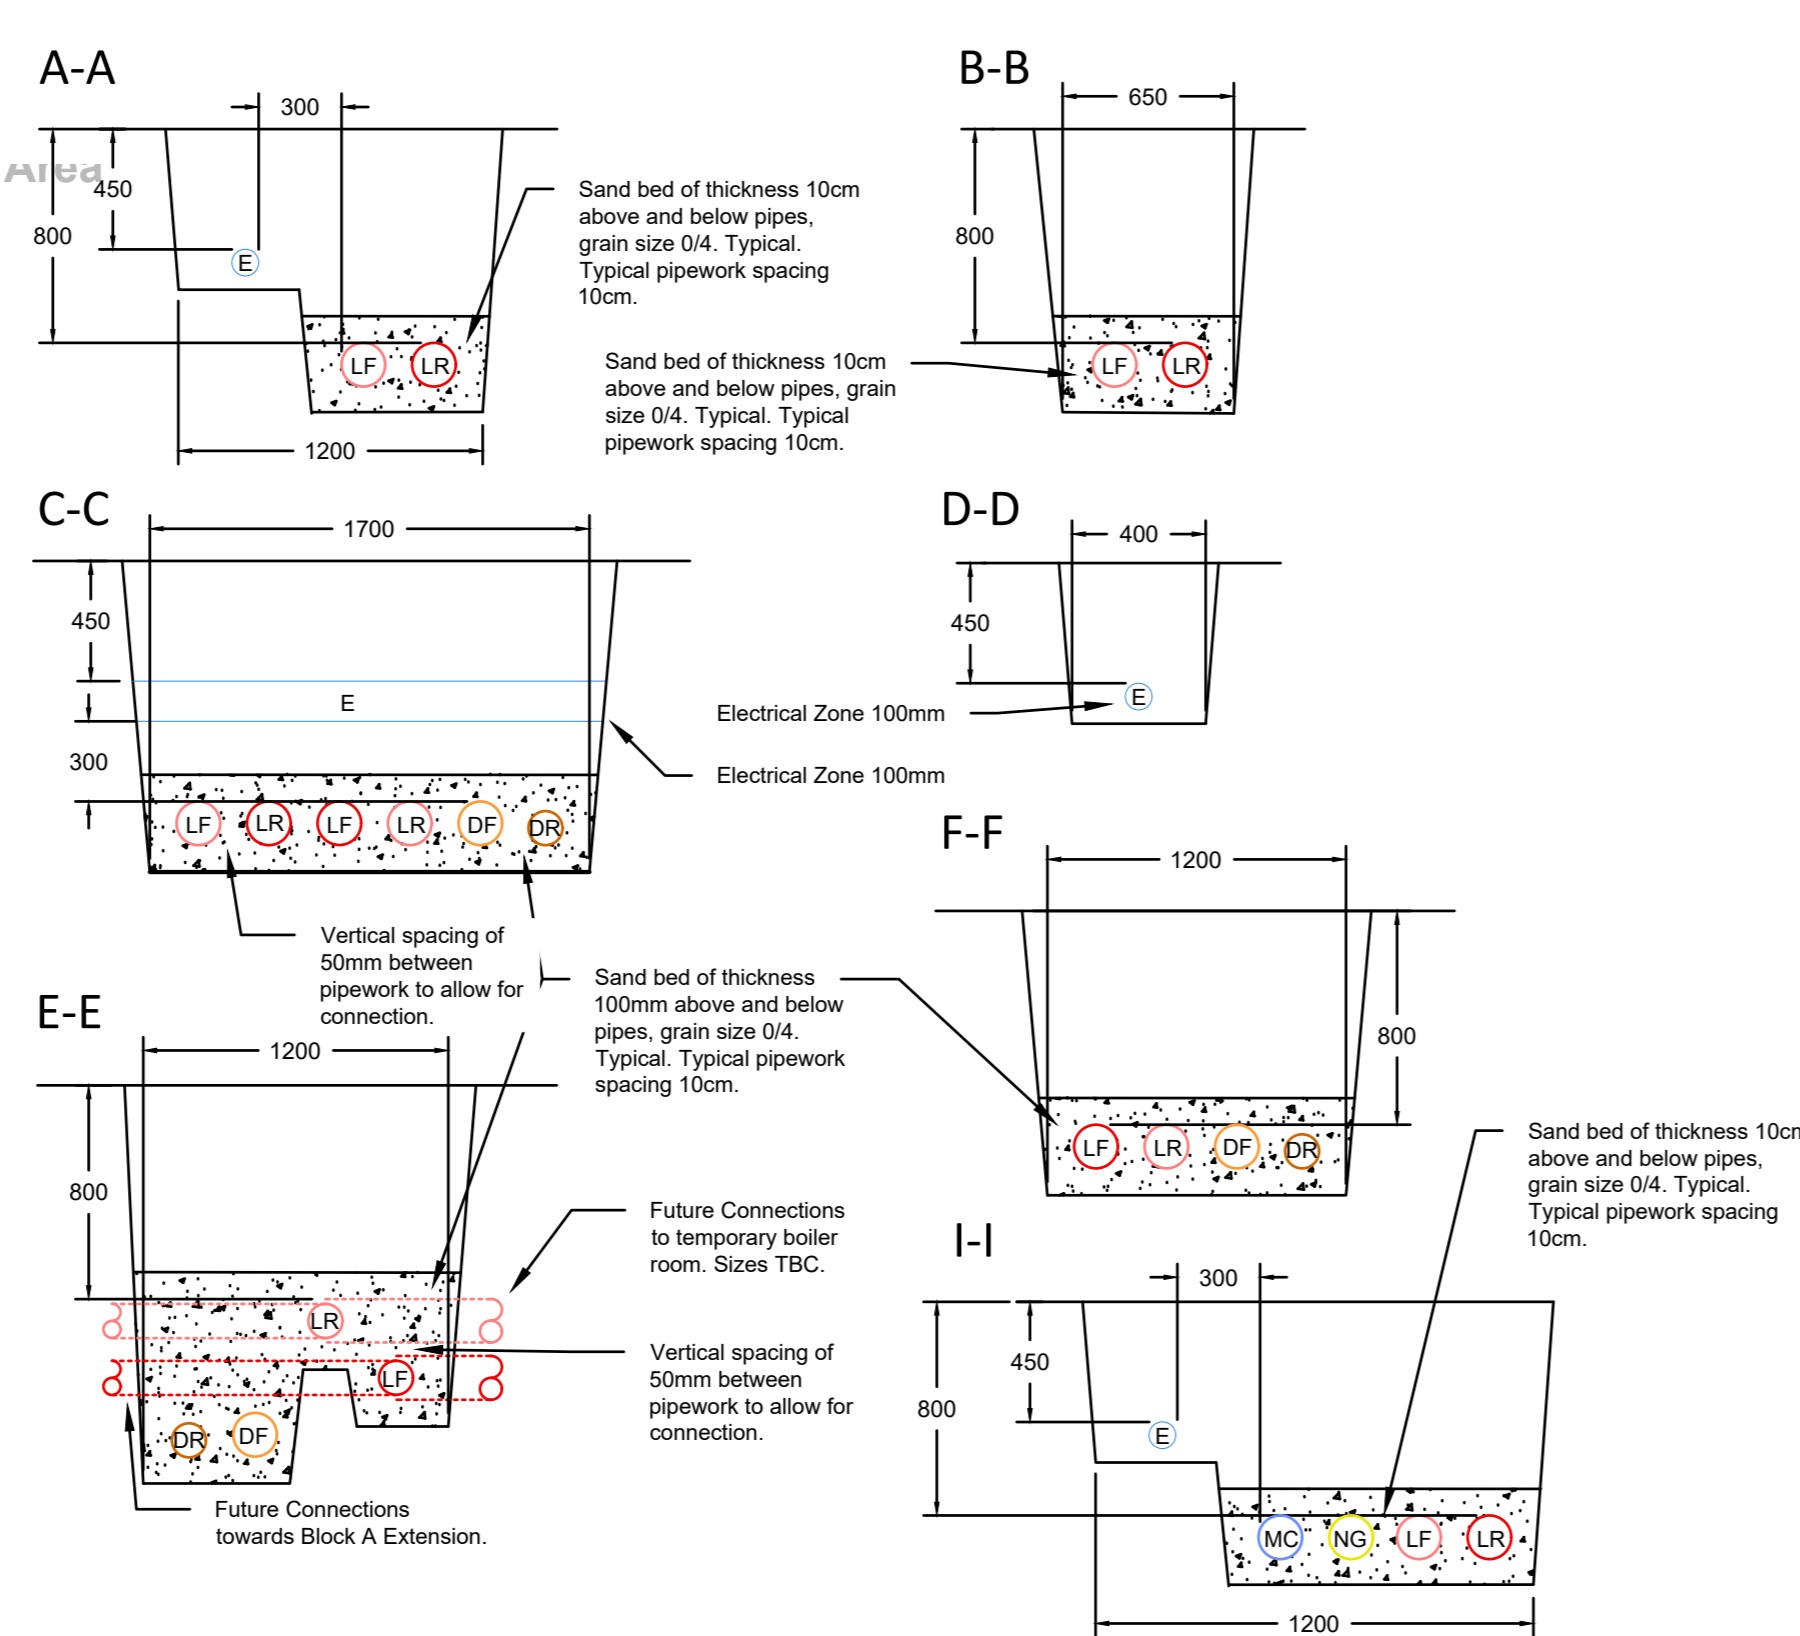 A-A
300
Area
450
800
E
LF
LR
1200
Sand bed of thickness 10cm
above and below pipes,
grain size 0/4. Typical.
Typical pipework spacing
10cm.
B-B
650
800
LF
LR
Sand bed of thickness 10cm
above and below pipes, grain
size 0/4. Typical. Typical
pipework spacing 10cm.
C-C
1700
450
E
300
LF
LR
LF
LR
DF
DR
Electrical Zone 100mm
Vertical spacing of
50mm between
pipework to allow for
connection.
D-D
400
450
E
Electrical Zone 100mm
Sand bed of thickness
100mm above and below
pipes, grain size 0/4.
Typical. Typical pipework
spacing 10cm.
E-E
1200
800
LR
LF
DR
DF
Future Connections
to temporary boiler
room. Sizes TBC.
Vertical spacing of
50mm between
pipework to allow for
connection.
Future Connections
towards Block A Extension.
F-F
1200
800
LF
LR
DF
DR
I-I
300
450
800
E
MC
NG
LF
LR
1200
Sand bed of thickness 10cm
above and below pipes,
grain size 0/4. Typical.
Typical pipework spacing
10cm.